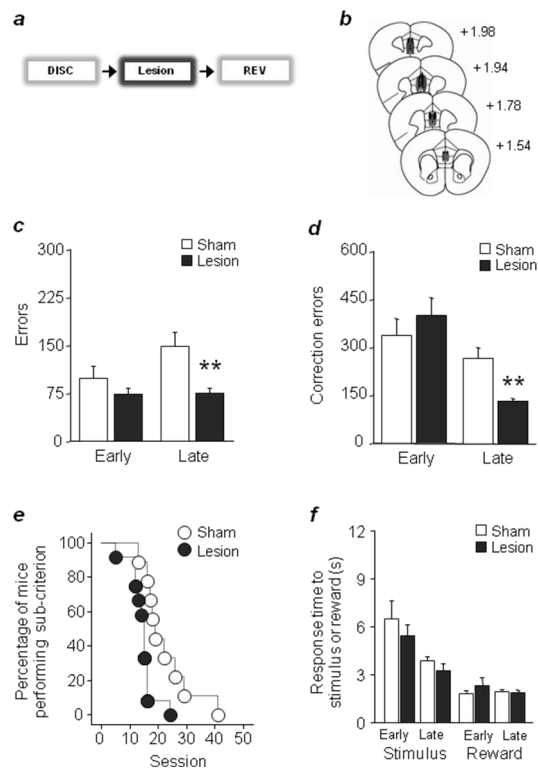 a
DISC
Lesion
REV
b
+1.98
+1.94
+1.78
+1.54
c
Sham
Lesion
300
225
150
75
0
Errors
**
Early
Late
d
Sham
Lesion
600
450
300
150
0
Correction errors
**
Early
Late
e
Sham
Lesion
100
80
60
40
20
0
Percentage of mice
performing sub-criterion
0 10 20 30 40 50
Session
f
Sham
Lesion
12
9
6
3
0
Response time to
stimulus or reward (s)
Early Late Early Late
Stimulus Reward